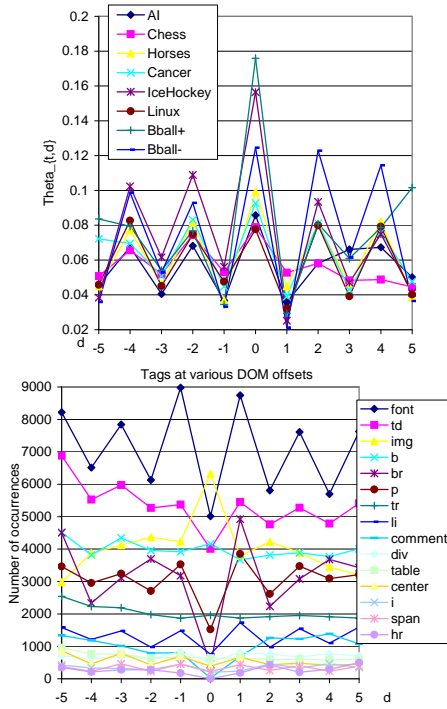 0.2
0.18
0.16
0.14
0.12
0.1
0.08
0.06
0.04
0.02
Theta_{t,d}
AI
Chess
Horses
Cancer
IceHockey
Linux
Bball+
Bball-
-5 -4 -3 -2 -1 0 1 2 3 4 5
d
Tags at various DOM offsets
9000
8000
7000
6000
5000
4000
3000
2000
1000
0
Number of occurrences
font
td
img
b
br
p
tr
li
comment
div
table
center
i
span
hr
-5 -4 -3 -2 -1 0 1 2 3 4 5 d